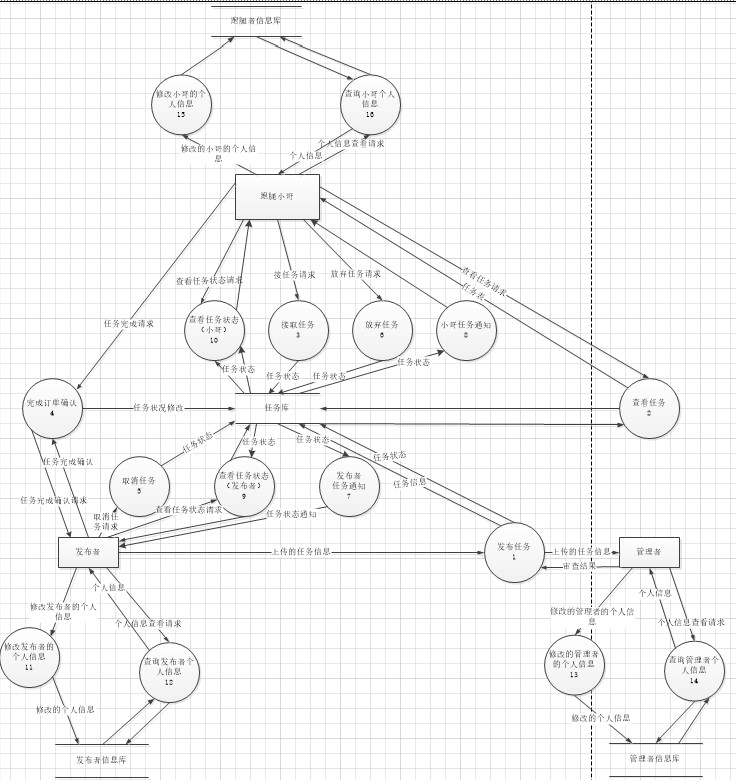 跑腿者信息库
修改小哥的个
人信息
15
查询小哥个人
信息
16
修改的小哥的个人信
息
个人信息查看请求
个人信息
跑腿小哥
查看任务请求
任务表
查看任务状态请求
接任务请求
放弃任务请求
任务完成请求
查看任务状态
（小哥）
10
接取任务
3
放弃任务
6
小哥任务通知
8
任务状态
任务状态
任务状态
任务状态
完成订单确认
4
任务状况修改
任务库
查看任务
2
任务状态
任务状态
任务状态
任务状态
任务信息
任务完成确认
取消任务
5
查看任务状态
（发布者）
9
发布者
任务通知
7
任务完成确认请求
取消任
务请求
查看任务状态请求
任务状态通知
发布者
上传的任务信息
发布任务
1
上传的任务信息
审查结果
管理者
个人信息
修改发布者的个人
信息
个人信息查看请求
修改的管理者的个人信
息
个人信息
个人信息查看请求
修改发布者的
个人信息
11
查询发布者个
人信息
12
修改的管理者
的个人信息
13
查询管理者个
人信息
14
修改的个人信息
修改的个人信息
发布者信息库
管理者信息库